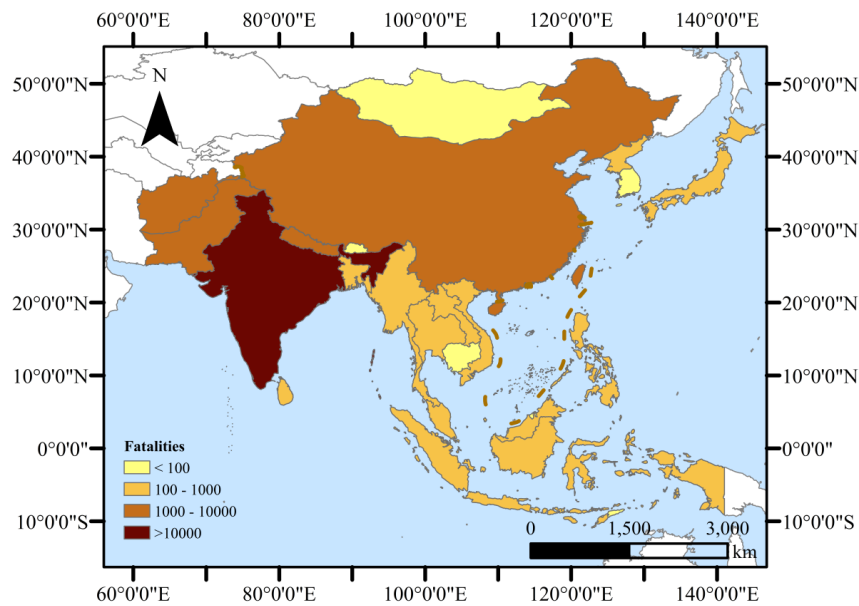 60°0'0"E 80°0'0"E 100°0'0"E 120°0'0"E 140°0'0"E
N
50°0'0"N 50°0'0"N
40°0'0"N 40°0'0"N
30°0'0"N 30°0'0"N
20°0'0"N 20°0'0"N
10°0'0"N 10°0'0"N
0°0'0" 0°0'0"
Fatalities
< 100
100 - 1000
1000 - 10000
>10000
10°0'0"S 10°0'0"S
0 1,500 3,000
km
60°0'0"E 80°0'0"E 100°0'0"E 120°0'0"E 140°0'0"E